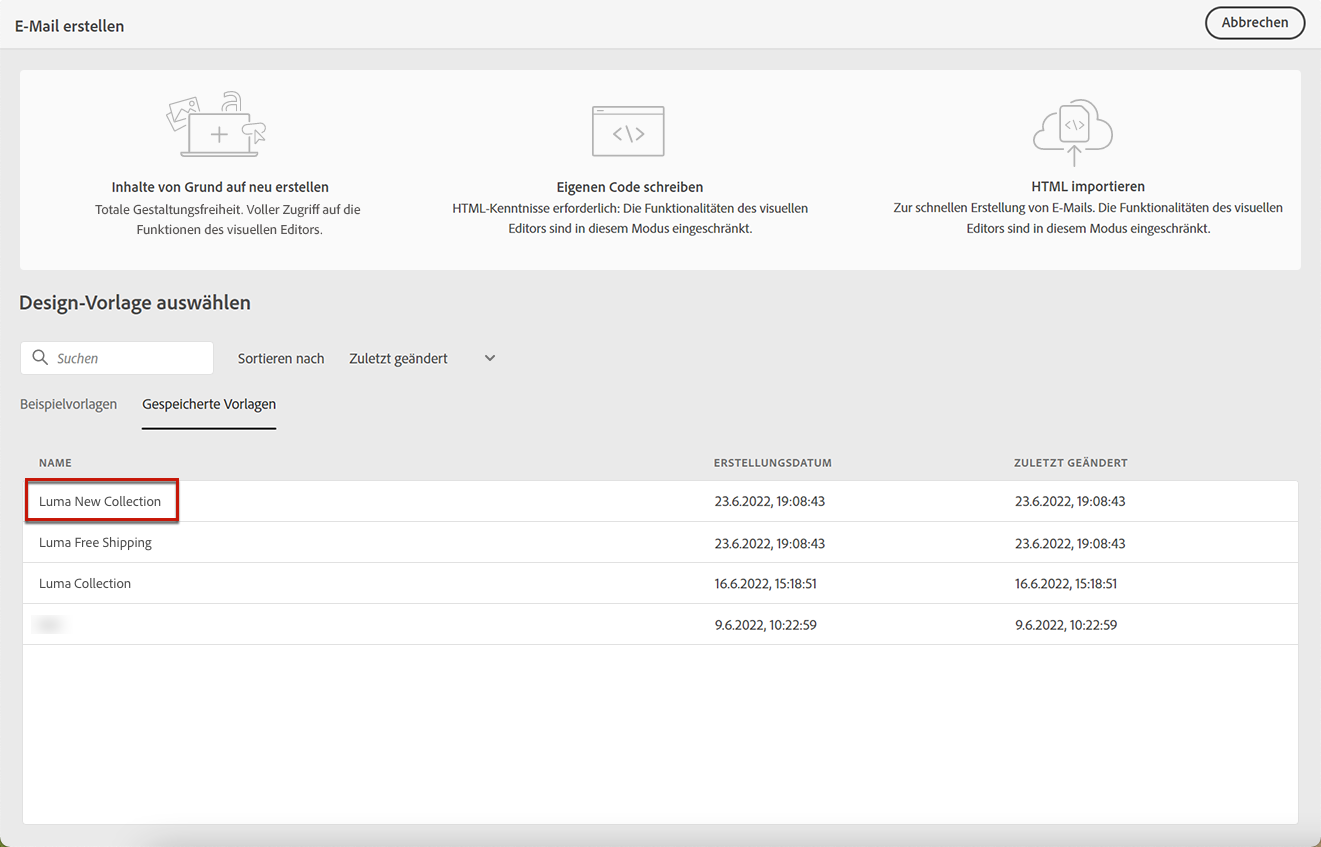 E-Mail erstellen
Abbrechen
Inhalte von Grund auf neu erstellen
Totale Gestaltungsfreiheit. Voller Zugriff auf die
Funktionen des visuellen Editors.
Eigenen Code schreiben
HTML-Kenntnisse erforderlich: Die Funktionalitäten des visuellen
Editors sind in diesem Modus eingeschränkt.
HTML importieren
Zur schnellen Erstellung von E-Mails. Die Funktionalitäten des visuellen
Editors sind in diesem Modus eingeschränkt.
Design-Vorlage auswählen
Suchen Sortieren nach Zuletzt geändert
Beispielvorlagen Gespeicherte Vorlagen
NAME ERSTELLUNGSDATUM ZULETZT GEÄNDERT
Luma New Collection 23.6.2022, 19:08:43 23.6.2022, 19:08:43
Luma Free Shipping 23.6.2022, 19:08:43 23.6.2022, 19:08:43
Luma Collection 16.6.2022, 15:18:51 16.6.2022, 15:18:51
9.6.2022, 10:22:59 9.6.2022, 10:22:59